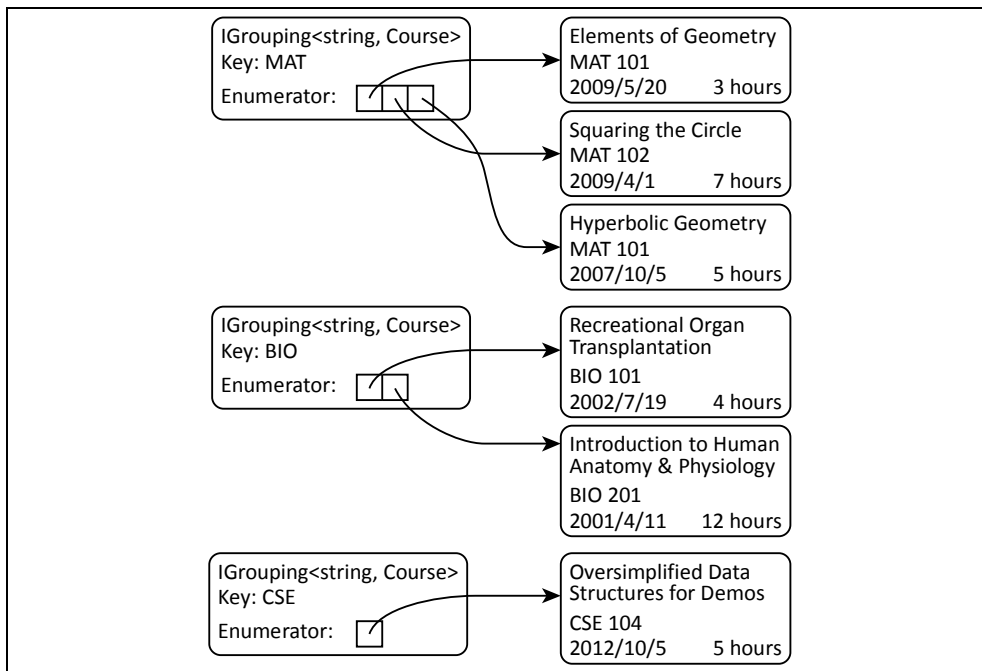 IGrouping<string, Course>
Key: MAT
Enumerator:
Elements of Geometry
MAT 101
2009/5/20 3 hours
Squaring the Circle
MAT 102
2009/4/1 7 hours
Hyperbolic Geometry
MAT 101
2007/10/5 5 hours
IGrouping<string, Course>
Key: BIO
Enumerator:
Recreational Organ
Transplantation
BIO 101
2002/7/19 4 hours
Introduction to Human
Anatomy & Physiology
BIO 201
2001/4/11 12 hours
IGrouping<string, Course>
Key: CSE
Enumerator:
Oversimplified Data
Structures for Demos
CSE 104
2012/10/5 5 hours